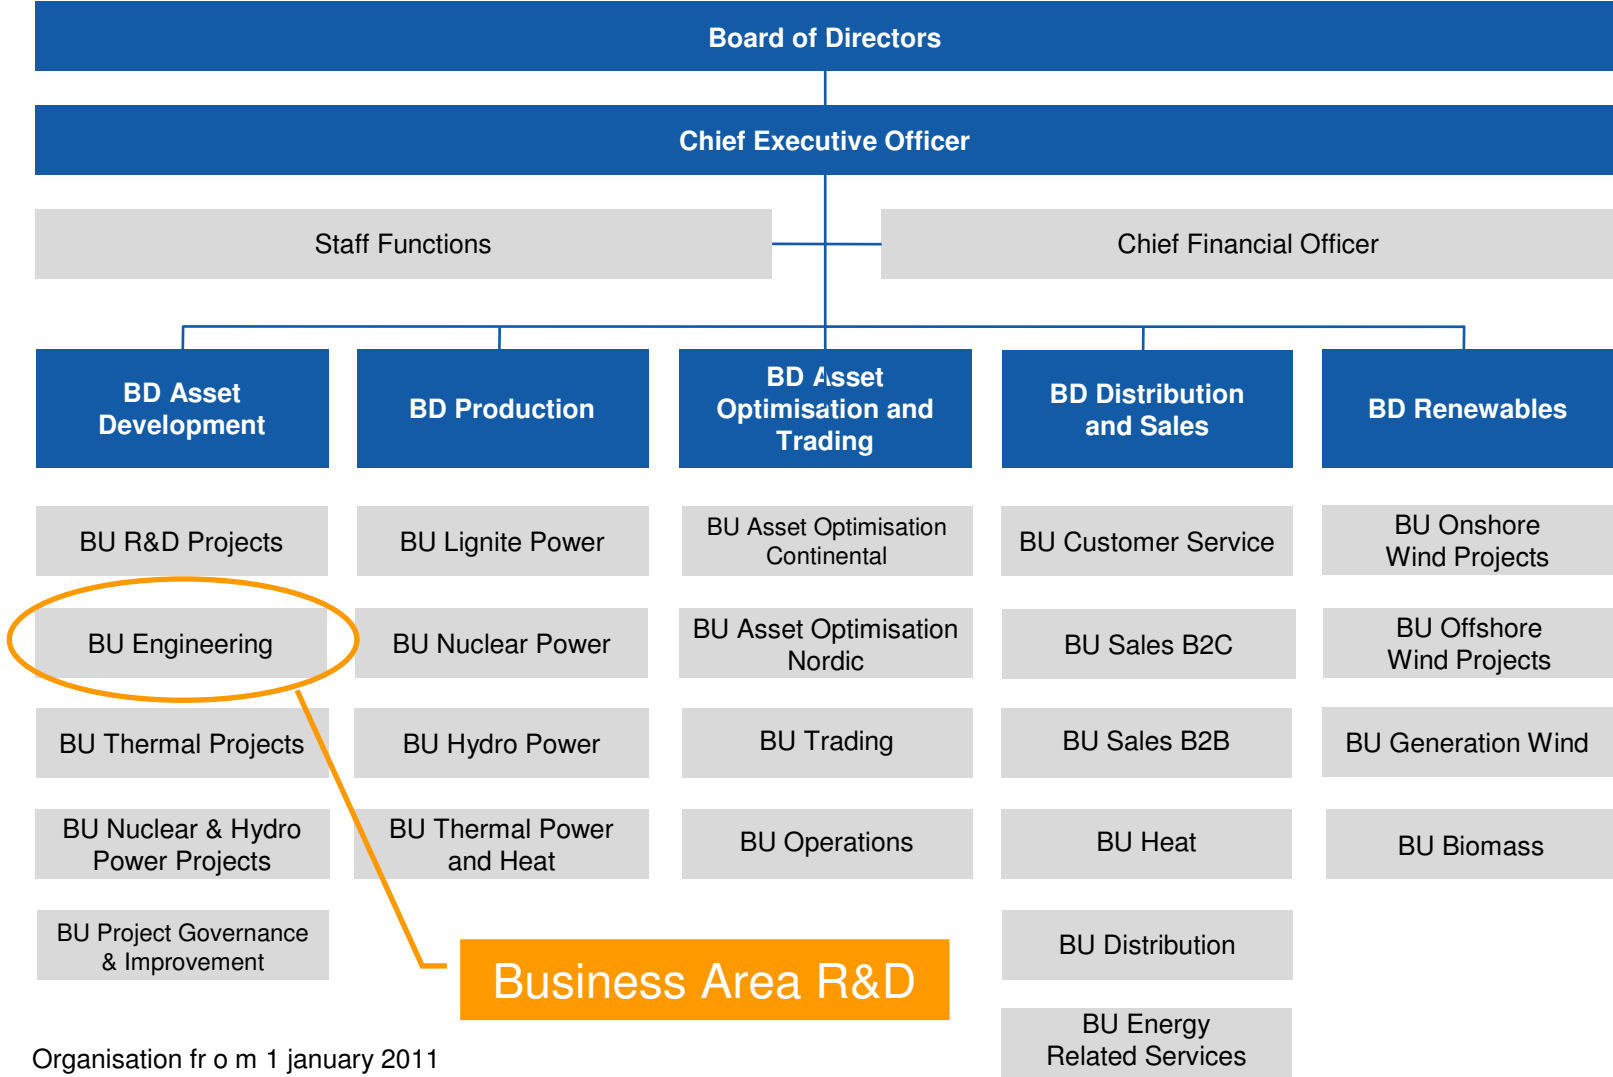 Board of Directors
Chief Executive Officer
Staff Functions
Chief Financial Officer
BD Asset
Development
BD Production
BD Asset
Optimisation and
Trading
BD Distribution
and Sales
BD Renewables
BU R&D Projects
BU Engineering
BU Thermal Projects
BU Nuclear & Hydro
Power Projects
BU Project Governance
& Improvement
BU Lignite Power
BU Nuclear Power
BU Hydro Power
BU Thermal Power
and Heat
BU Asset Optimisation
Continental
BU Asset Optimisation
Nordic
BU Trading
BU Operations
BU Customer Service
BU Sales B2C
BU Sales B2B
BU Heat
BU Distribution
BU Energy
Related Services
BU Onshore
Wind Projects
BU Offshore
Wind Projects
BU Generation Wind
BU Biomass
Business Area R&D
Organisation fr o m 1 january 2011